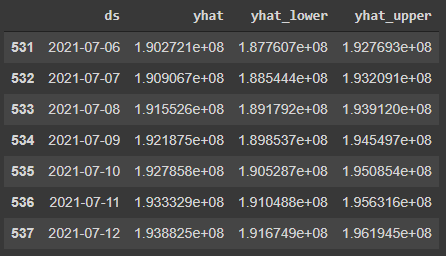 ds yhat yhat_lower yhat_upper
531 2021-07-06 1.902721e+08 1.877607e+08 1.927693e+08
532 2021-07-07 1.909067e+08 1.885444e+08 1.932091e+08
533 2021-07-08 1.915526e+08 1.891792e+08 1.939120e+08
534 2021-07-09 1.921875e+08 1.898537e+08 1.945497e+08
535 2021-07-10 1.927858e+08 1.905287e+08 1.950854e+08
536 2021-07-11 1.933329e+08 1.910488e+08 1.956316e+08
537 2021-07-12 1.938825e+08 1.916749e+08 1.961945e+08